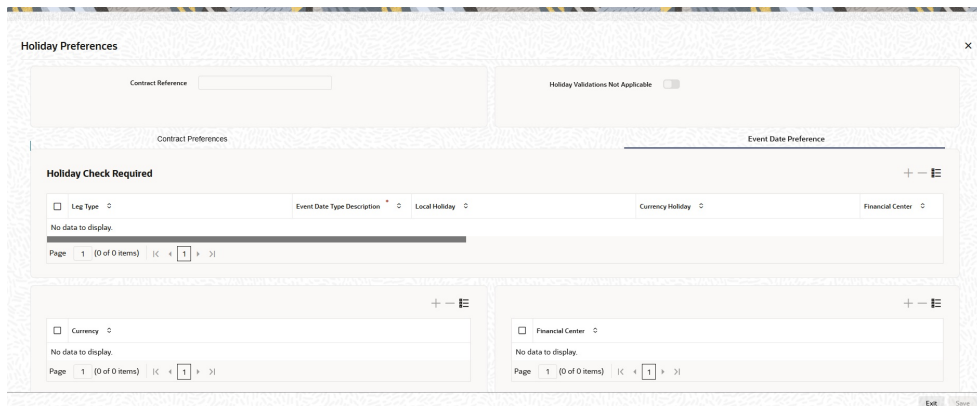 Holiday Preferences
Contract Reference
Holiday Validations Not Applicable
Contract Preferences
Event Date Preference
Holiday Check Required
Leg Type Event Date Type Description * Local Holiday Currency Holiday Financial Center
No data to display.
Page 1 (0 of 0 items) 1
Currency
No data to display.
Page 1 (0 of 0 items) 1
Financial Center
No data to display.
Page 1 (0 of 0 items) 1
Exit Save